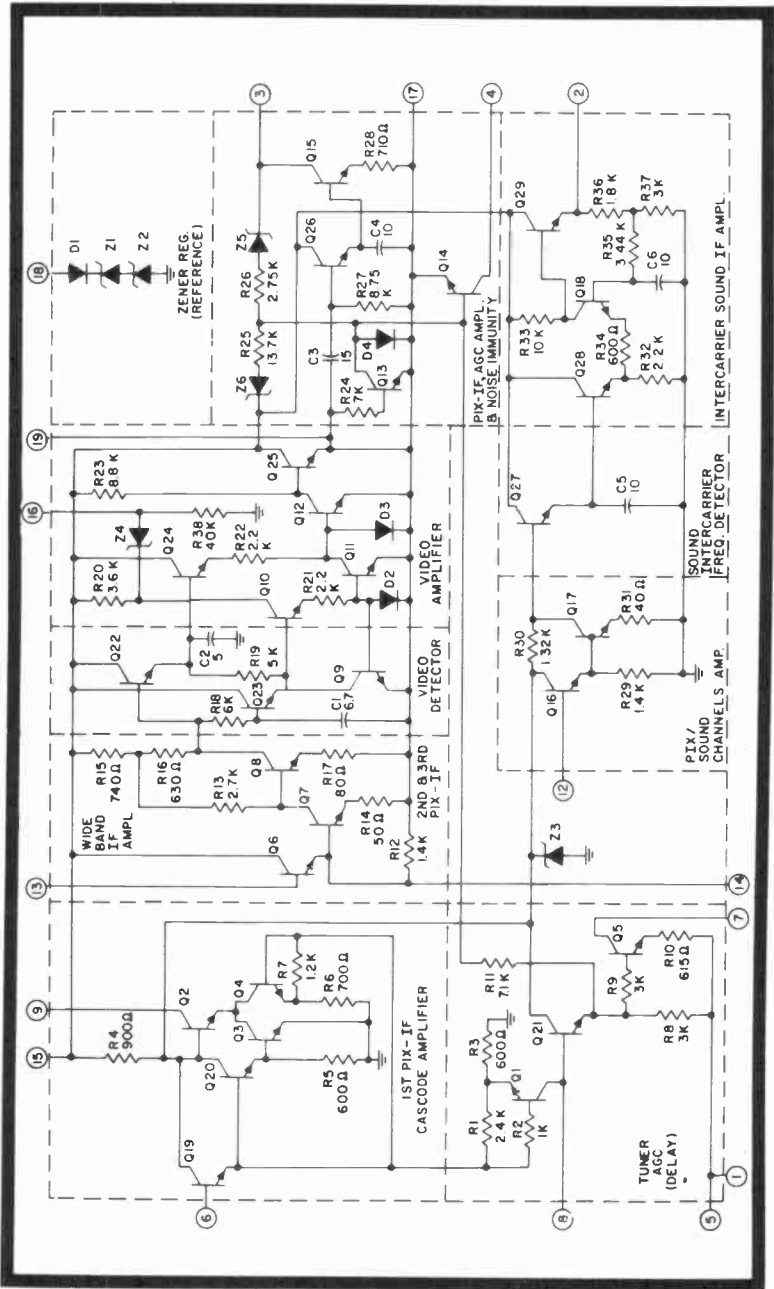 18
D1
Z1
Z2
ZENER REG.
(REFERENCE)
3
17
4
2
Q15
R28
710Ω
Z5
R26
2.75K
Q26
C4
10
R27
8.75
K
R25
13.7K
Z6
C3
15
D4
R24
7K
Q13
Q14
PIX-IF, AGC AMPL.
& NOISE IMMUNITY
19
R23
8.8K
16
Q25
Z4
R38
40K
Q24
R20
3.6K
R22
2.2
K
Q12
D3
Q10
Q11
R21
2.2
K
D2
VIDEO
AMPLIFIER
Q22
C2
5
R19
5K
Q23
R18
6K
Q9
C1
6.7
VIDEO
DETECTOR
R15
740Ω
R16
630Ω
R13
2.7K
Q8
R17
80Ω
Q7
R14
50Ω
2ND & 3RD
PIX-IF
WIDE
BAND
IF
AMPL
Q6
R12
1.4K
13
14
9
15
R4
900Ω
Q2
Q4
R7
1.2K
Q3
R6
700Ω
Q20
R5
600Ω
Q19
6
1ST PIX-IF
CASCODE AMPLIFIER
Q29
R36
1.8K
R37
3K
R35
3.44K
C6
10
R33
10K
Q18
R34
600Ω
Q28
R32
2.2K
INTERCARRIER SOUND IF AMPL.
Q27
C5
10
SOUND
INTERCARRIER
FREQ. DETECTOR
R30
1.32K
Q17
R31
40Ω
Q16
R29
1.4K
12
PIX/
SOUND
CHANNELS AMP.
Z3
R11
7.1K
Q5
7
R9
3K
R10
615Ω
Q21
R8
3K
R3
600Ω
Q1
R1
2.4K
R2
1K
8
TUNER
AGC
(DELAY)
5
1